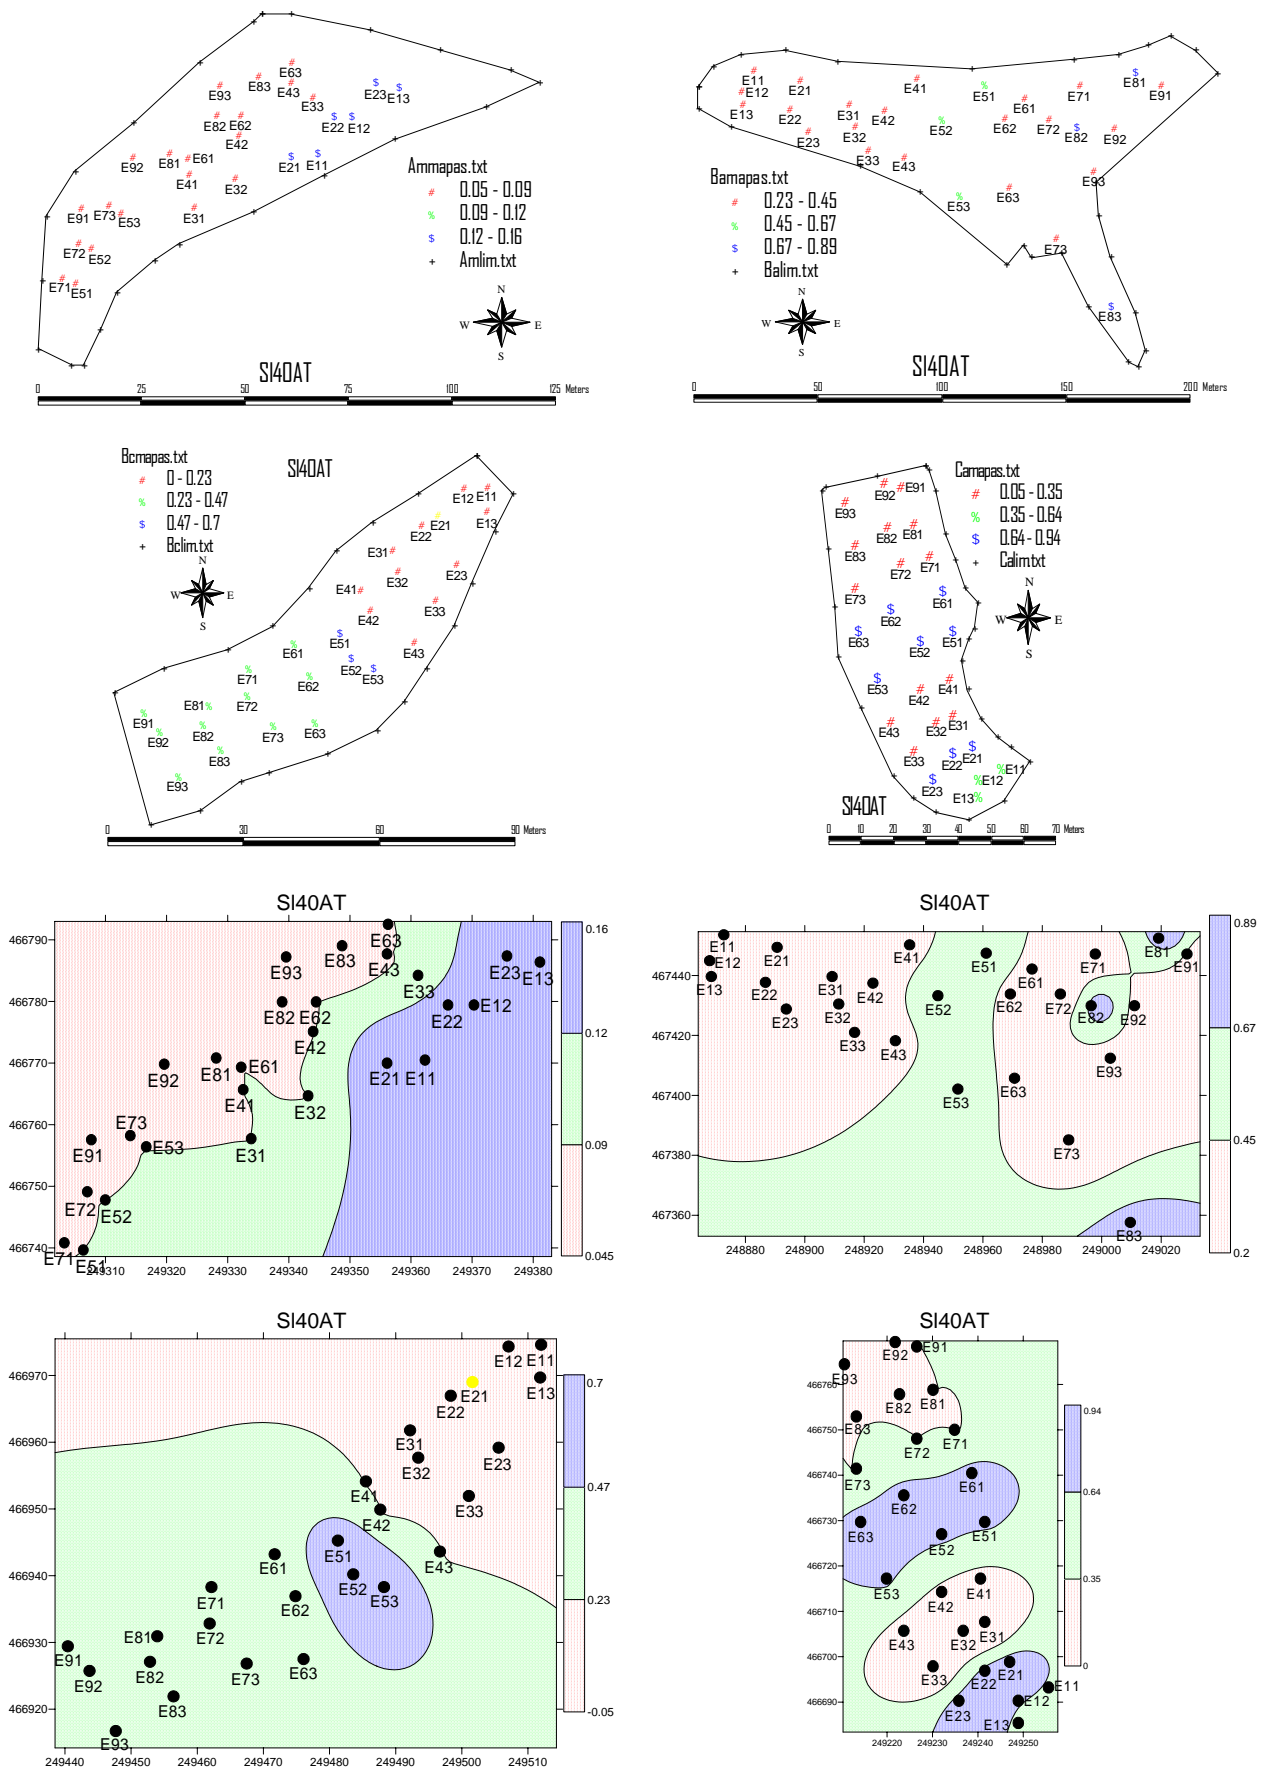 E63
E83
E43
E93
E33
E23
E13
E82
E62
E22
E12
E42
E92
E81
E61
E21
E11
E41
E32
E91
E73
E53
E31
E72
E52
E71
E51
Ammapas.txt
# 0.05 - 0.09
% 0.09 - 0.12
$ 0.12 - 0.16
+ Amlim.txt
N
W E
S
SI40AT
0 25 50 75 100 125 Meters
E11
E12
E21
E41
E51
E71
E81
E91
E13
E22
E31
E42
E61
E23
E32
E52
E62
E72
E82
E92
E33
E43
E93
E53
E63
E73
E83
Bamapas.txt
# 0.23 - 0.45
% 0.45 - 0.67
$ 0.67 - 0.89
+ Balim.txt
N
W E
S
SI40AT
0 50 100 150 200 Meters
Bcmapas.txt
# 0 - 0.23
% 0.23 - 0.47
$ 0.47 - 0.7
+ Bclim.txt
N
W E
S
SI40AT
E12 E11
E21 E13
E22
E31
E32 E23
E41
E42 E33
E51 E43
E61
E52 E53
E71 E62
E81 E72
E91
E92 E82 E73 E63
E83
E93
0 30 60 90 Meters
Camapas.txt
# 0.05 - 0.35
% 0.35 - 0.64
$ 0.64 - 0.94
+ Calim.txt
N
W E
S
E92 E91
E93
E82 E81
E83
E72 E71
E73 E61
E62
E63 E52 E51
E53 E42 E41
E43 E32 E31
E33 E22 E21
E23 E12 E11
E13
SI40AT
0 10 20 30 40 50 60 70 Meters
SI40AT
466790
466780
466770
466760
466750
466740
E63
E83 E43
E93 E33 E23 E13
E82 E62 E22 E12
E42
E92 E81 E61 E21 E11
E41 E32
E73
E91 E53 E31
E72 E52
E71 E51
249310 249320 249330 249340 249350 249360 249370 249380
0.16
0.12
0.09
0.045
SI40AT
467440
467420
467400
467380
467360
E11 E21 E41 E51 E71 E81 E91
E12
E13 E22 E31 E42 E61
E23 E32 E52 E62 E72 E82 E92
E33 E43 E93
E53 E63
E73
E83
248880 248900 248920 248940 248960 248980 249000 249020
0.89
0.67
0.45
0.2
SI40AT
466970
466960
466950
466940
466930
466920
E12 E11
E21 E13
E22
E31
E32 E23
E41 E33
E42
E51 E43
E61
E52 E53
E71 E62
E81 E72
E91 E82 E73 E63
E92
E83
E93
249440 249450 249460 249470 249480 249490 249500 249510
0.7
0.47
0.23
-0.05
SI40AT
466760
466750
466740
466730
466720
466710
466700
466690
E92 E91
E93
E82 E81
E83
E72 E71
E73 E61
E62
E63 E52 E51
E53 E42 E41
E43 E32 E31
E33 E22 E21
E11
E23 E12
E13
249220 249230 249240 249250
0.94
0.64
0.35
0